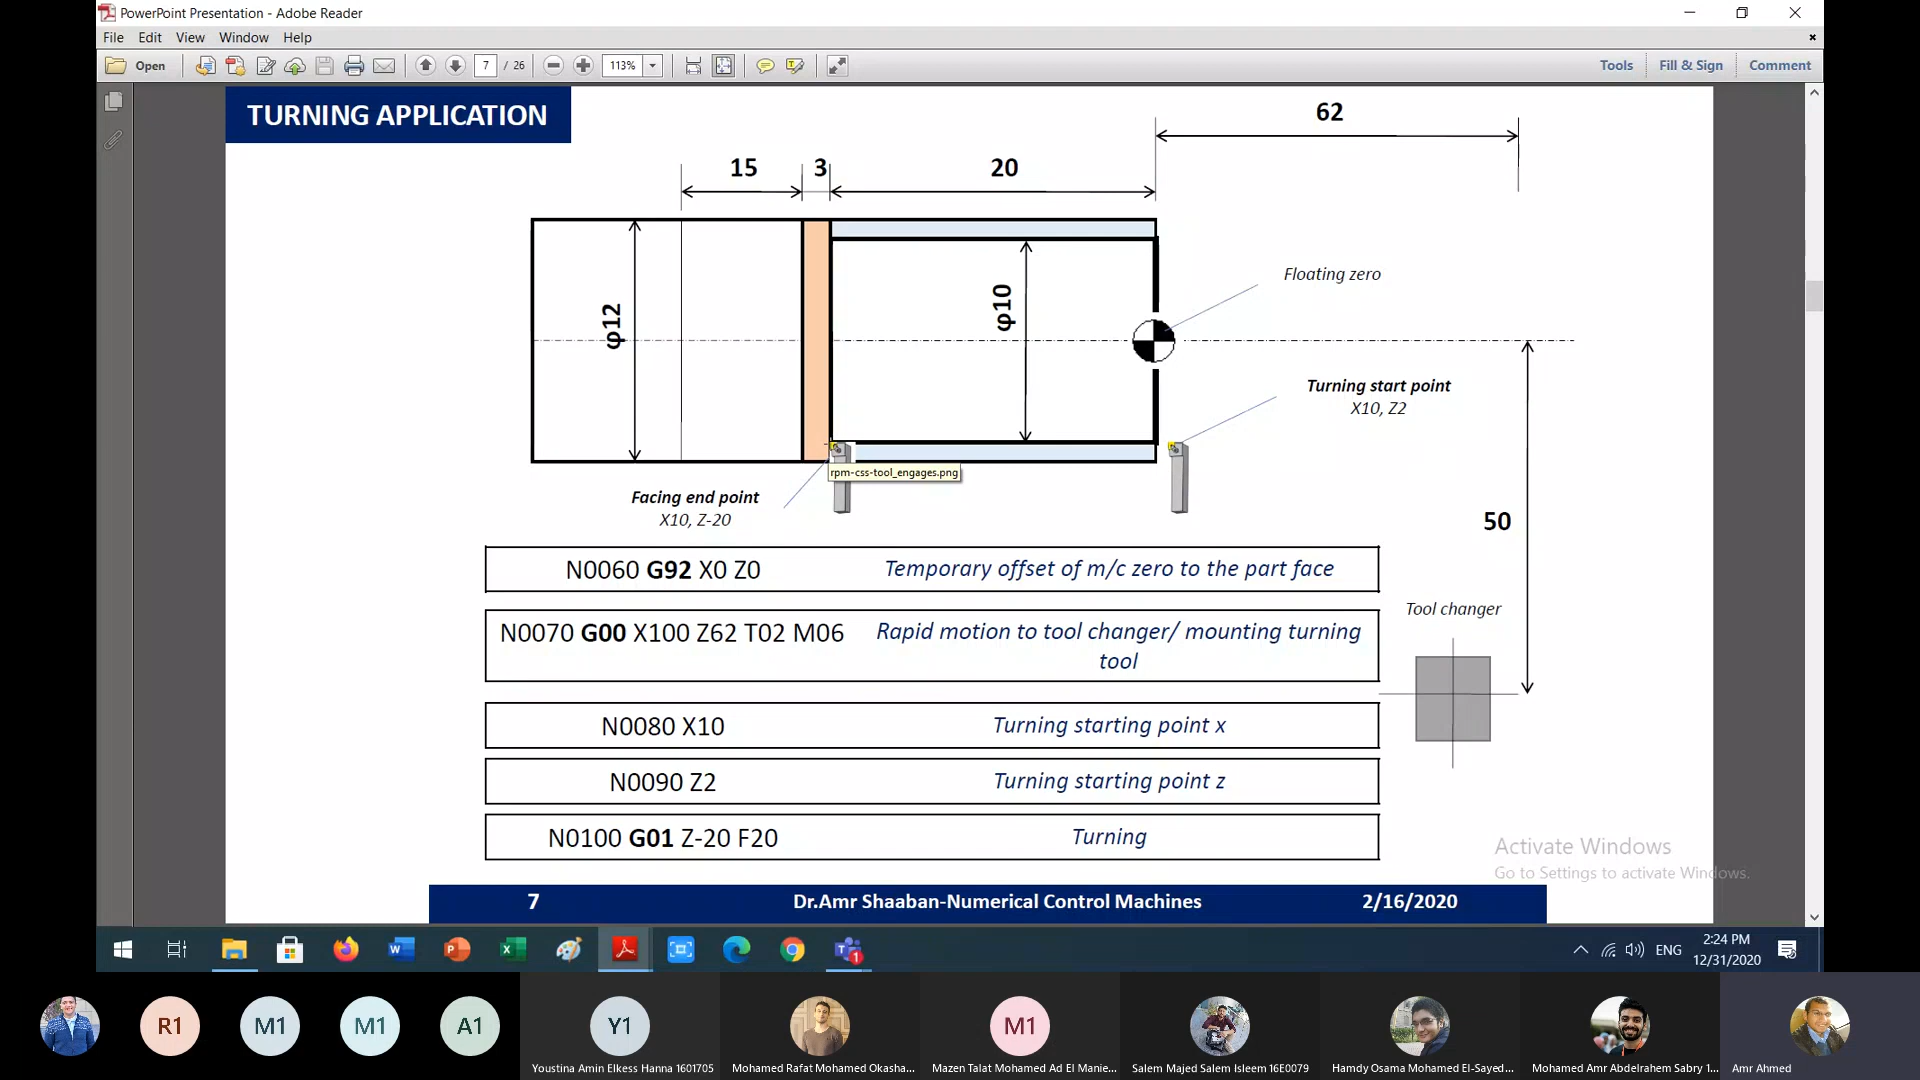 PowerPoint Presentation - Adobe Reader
File Edit View Window Help
Open 7 / 26 113% Tools Fill & Sign Comment
TURNING APPLICATION
62
15 3 20
φ12
φ10
Floating zero
Turning start point
X10, Z2
rpm-css-tool_engages.png
Facing end point
X10, Z-20
50
N0060 G92 X0 Z0 Temporary offset of m/c zero to the part face
Tool changer
N0070 G00 X100 Z62 T02 M06 Rapid motion to tool changer/ mounting turning
tool
N0080 X10 Turning starting point x
N0090 Z2 Turning starting point z
N0100 G01 Z-20 F20 Turning
Activate Windows
Go to Settings to activate Windows.
7 Dr.Amr Shaaban-Numerical Control Machines 2/16/2020
ENG
2:24 PM
12/31/2020
1
R1 M1 M1 A1 Y1 M1
Youstina Amin Elkess Hanna 1601705 Mohamed Rafat Mohamed Okasha... Mazen Talat Mohamed Ad El Manie... Salem Majed Salem Isleem 16E0079 Hamdy Osama Mohamed El-Sayed... Mohamed Amr Abdelrahem Sabry 1... Amr Ahmed